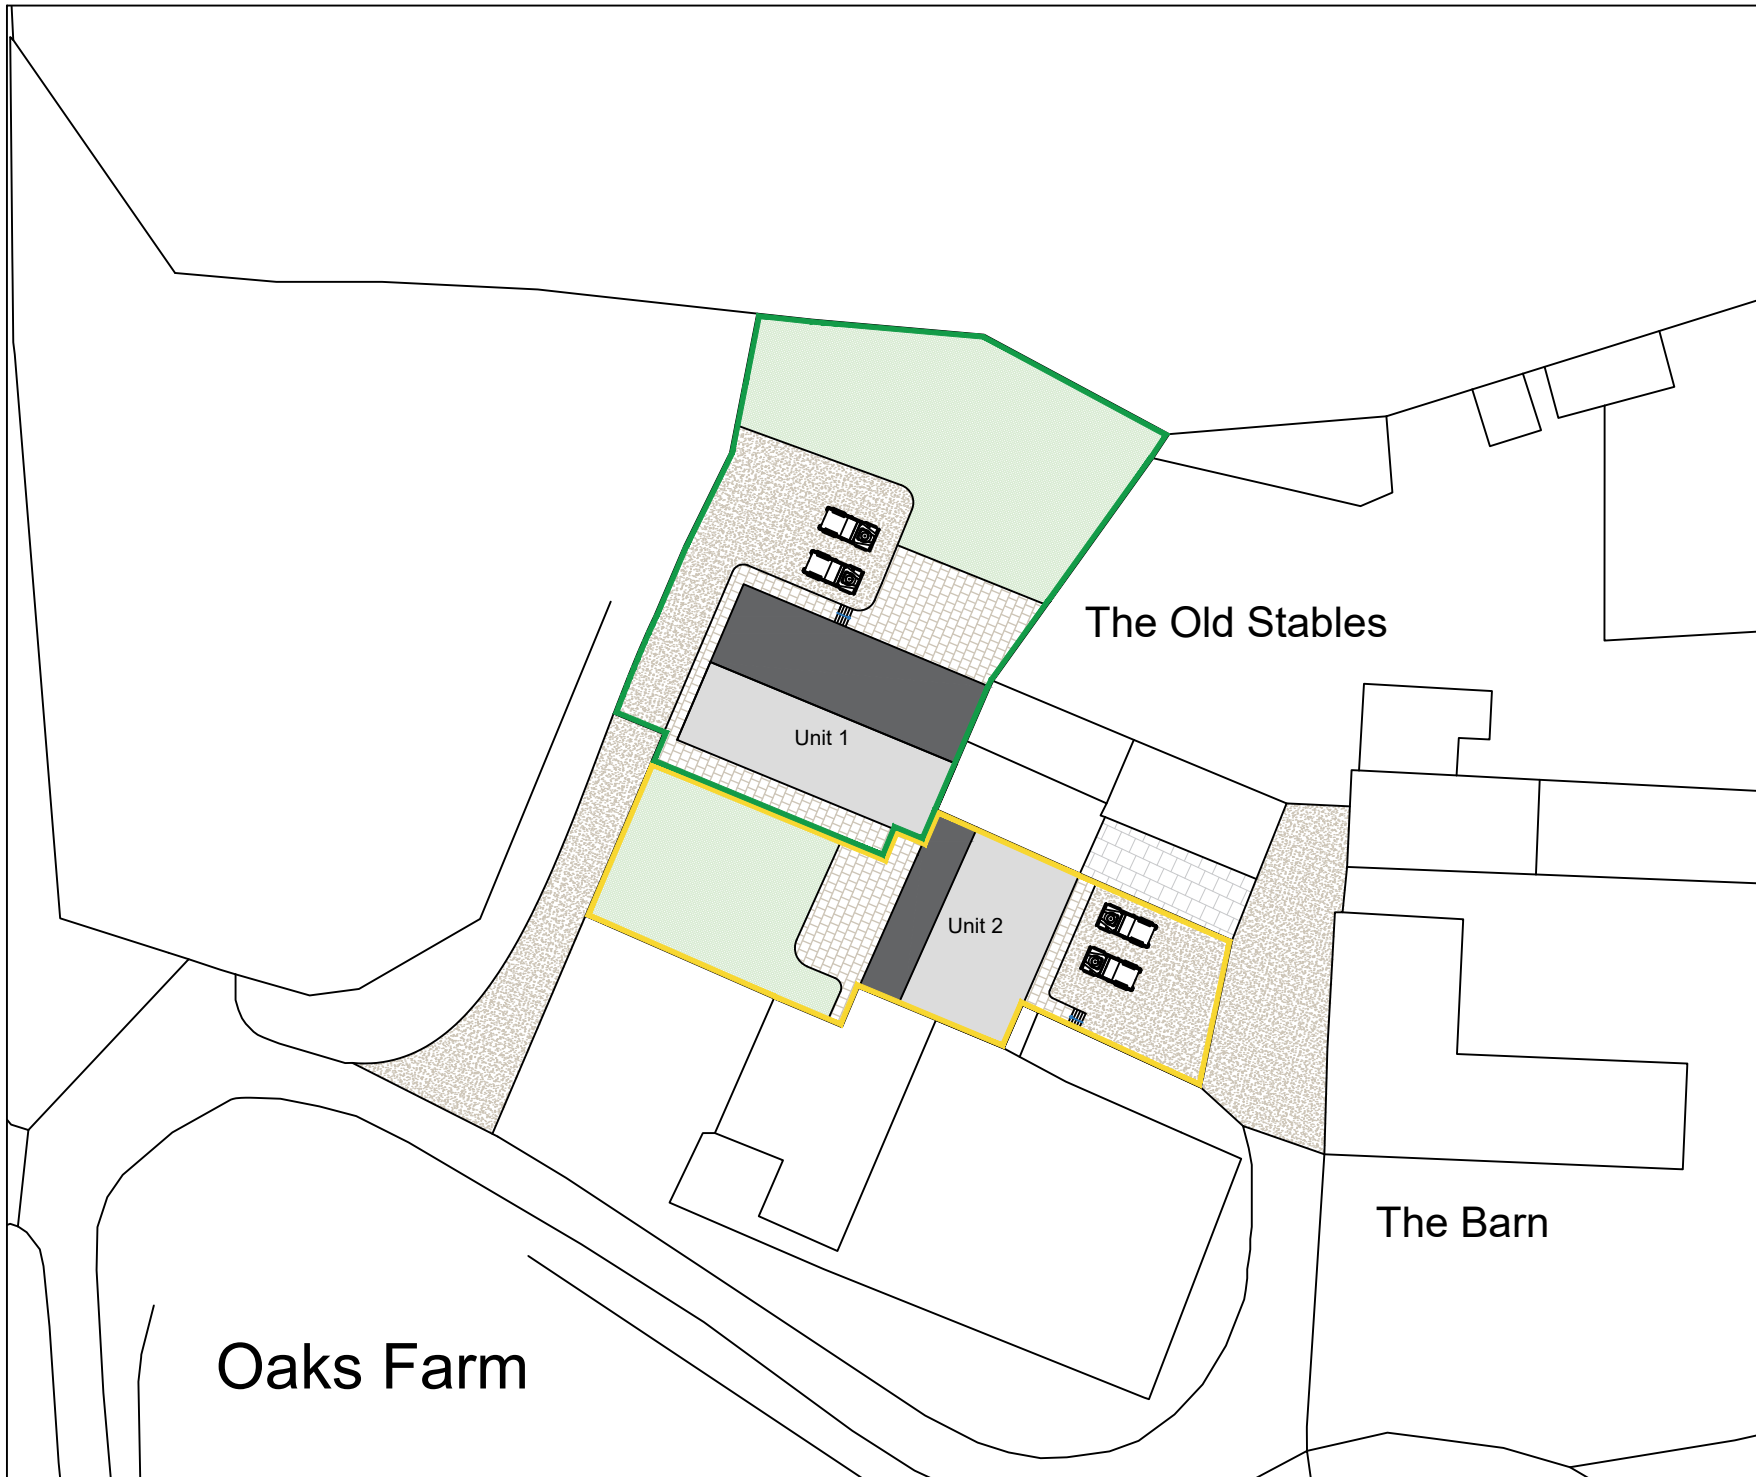 The Old Stables
Unit 1
Unit 2
The Barn
Oaks Farm